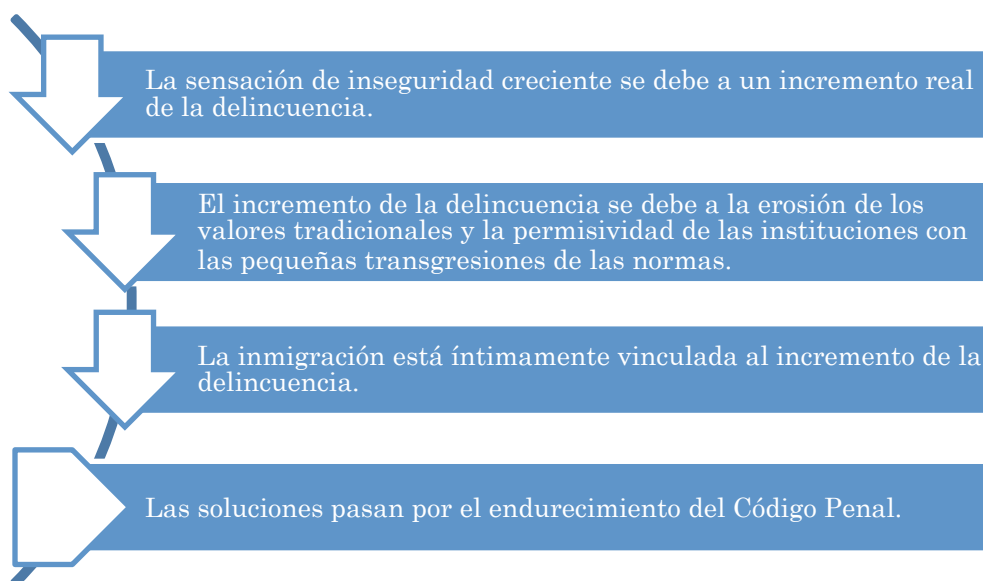 La sensación de inseguridad creciente se debe a un incremento real
de la delincuencia.
El incremento de la delincuencia se debe a la erosión de los
valores tradicionales y la permisividad de las instituciones con
las pequeñas transgresiones de las normas.
La inmigración está íntimamente vinculada al incremento de la
delincuencia.
Las soluciones pasan por el endurecimiento del Código Penal.